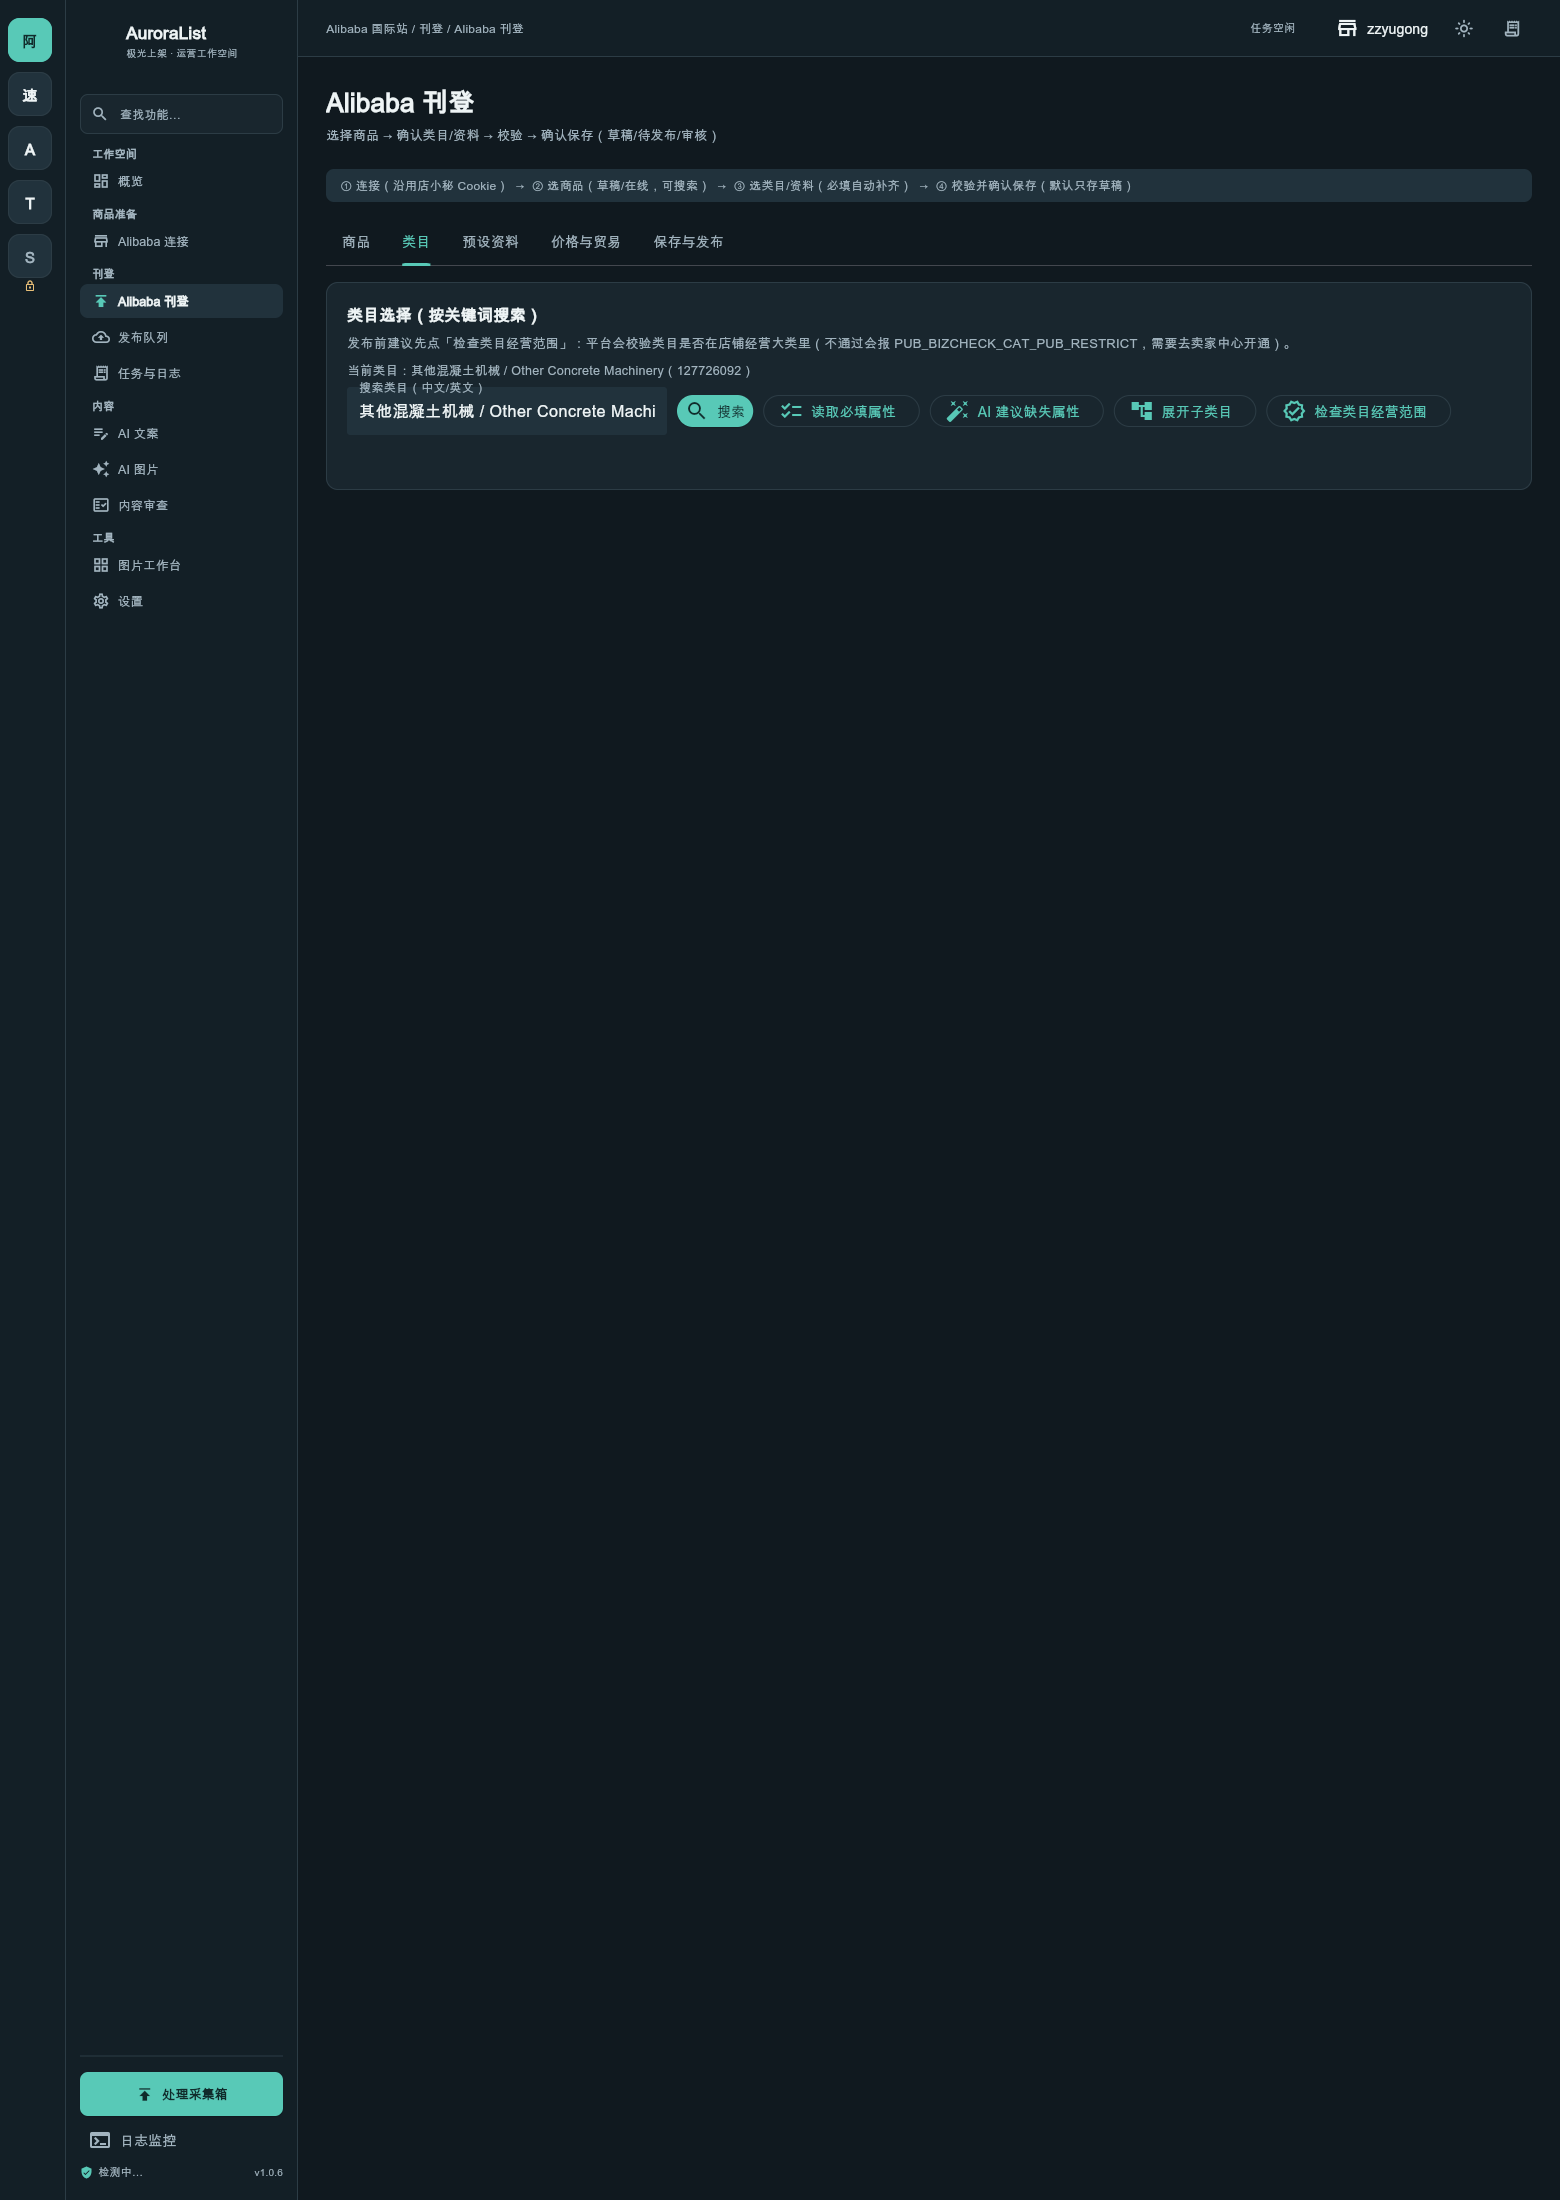 阿
速
A
T
S
AuroraList
极光上架 · 运营工作空间
查找功能...
工作空间
概览
商品准备
Alibaba 连接
刊登
Alibaba 刊登
发布队列
任务与日志
内容
AI 文案
AI 图片
内容审查
工具
图片工作台
设置
处理采集箱
日志监控
检测中... v1.0.6
Alibaba 国际站 / 刊登 / Alibaba 刊登 任务空闲 zzyugong
Alibaba 刊登
选择商品 → 确认类目/资料 → 校验 → 确认保存（草稿/待发布/审核）
① 连接（沿用店小秘 Cookie） → ② 选商品（草稿/在线，可搜索） → ③ 选类目/资料（必填自动补齐） → ④ 校验并确认保存（默认只存草稿）
商品 类目 预设资料 价格与贸易 保存与发布
类目选择（按关键词搜索）
发布前建议先点「检查类目经营范围」：平台会校验类目是否在店铺经营大类里（不通过会报 PUB_BIZCHECK_CAT_PUB_RESTRICT，需要去卖家中心开通）。
当前类目：其他混凝土机械 / Other Concrete Machinery（127726092）
搜索类目（中文/英文）
其他混凝土机械 / Other Concrete Machi 搜索 读取必填属性 AI 建议缺失属性 展开子类目 检查类目经营范围